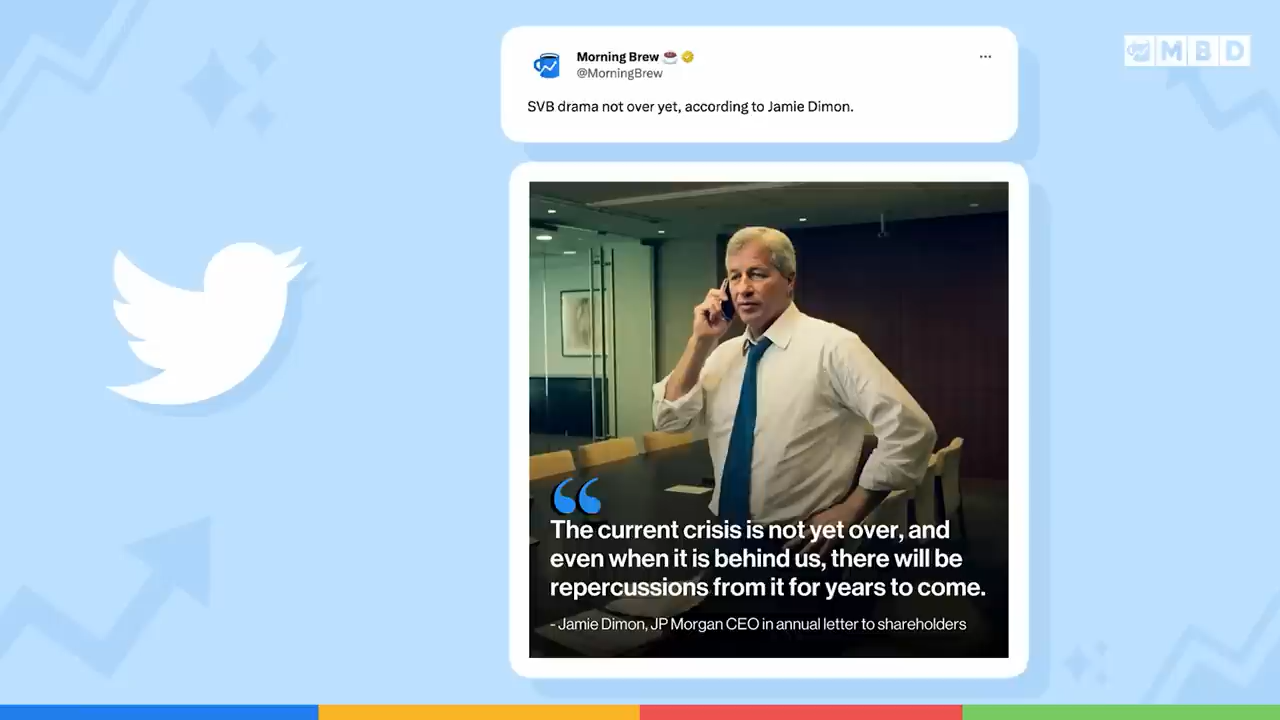 Morning Brew
@MorningBrew
MBD
SVB drama not over yet, according to Jamie Dimon.
The current crisis is not yet over, and
even when it is behind us, there will be
repercussions from it for years to come.
- Jamie Dimon, JP Morgan CEO in annual letter to shareholders